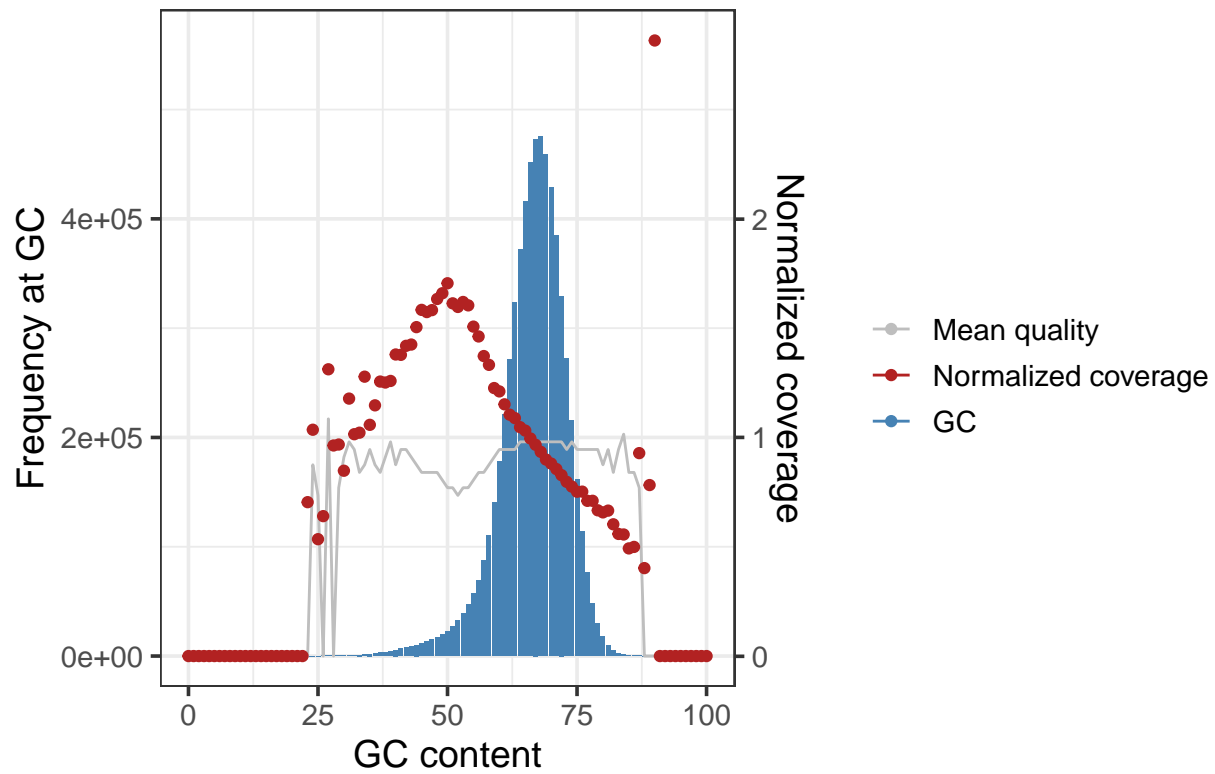 Frequency at GC
4e+05
2e+05
0e+00
2
1
0
Normalized coverage
0
25
50
75
100
GC content
Mean quality
Normalized coverage
GC